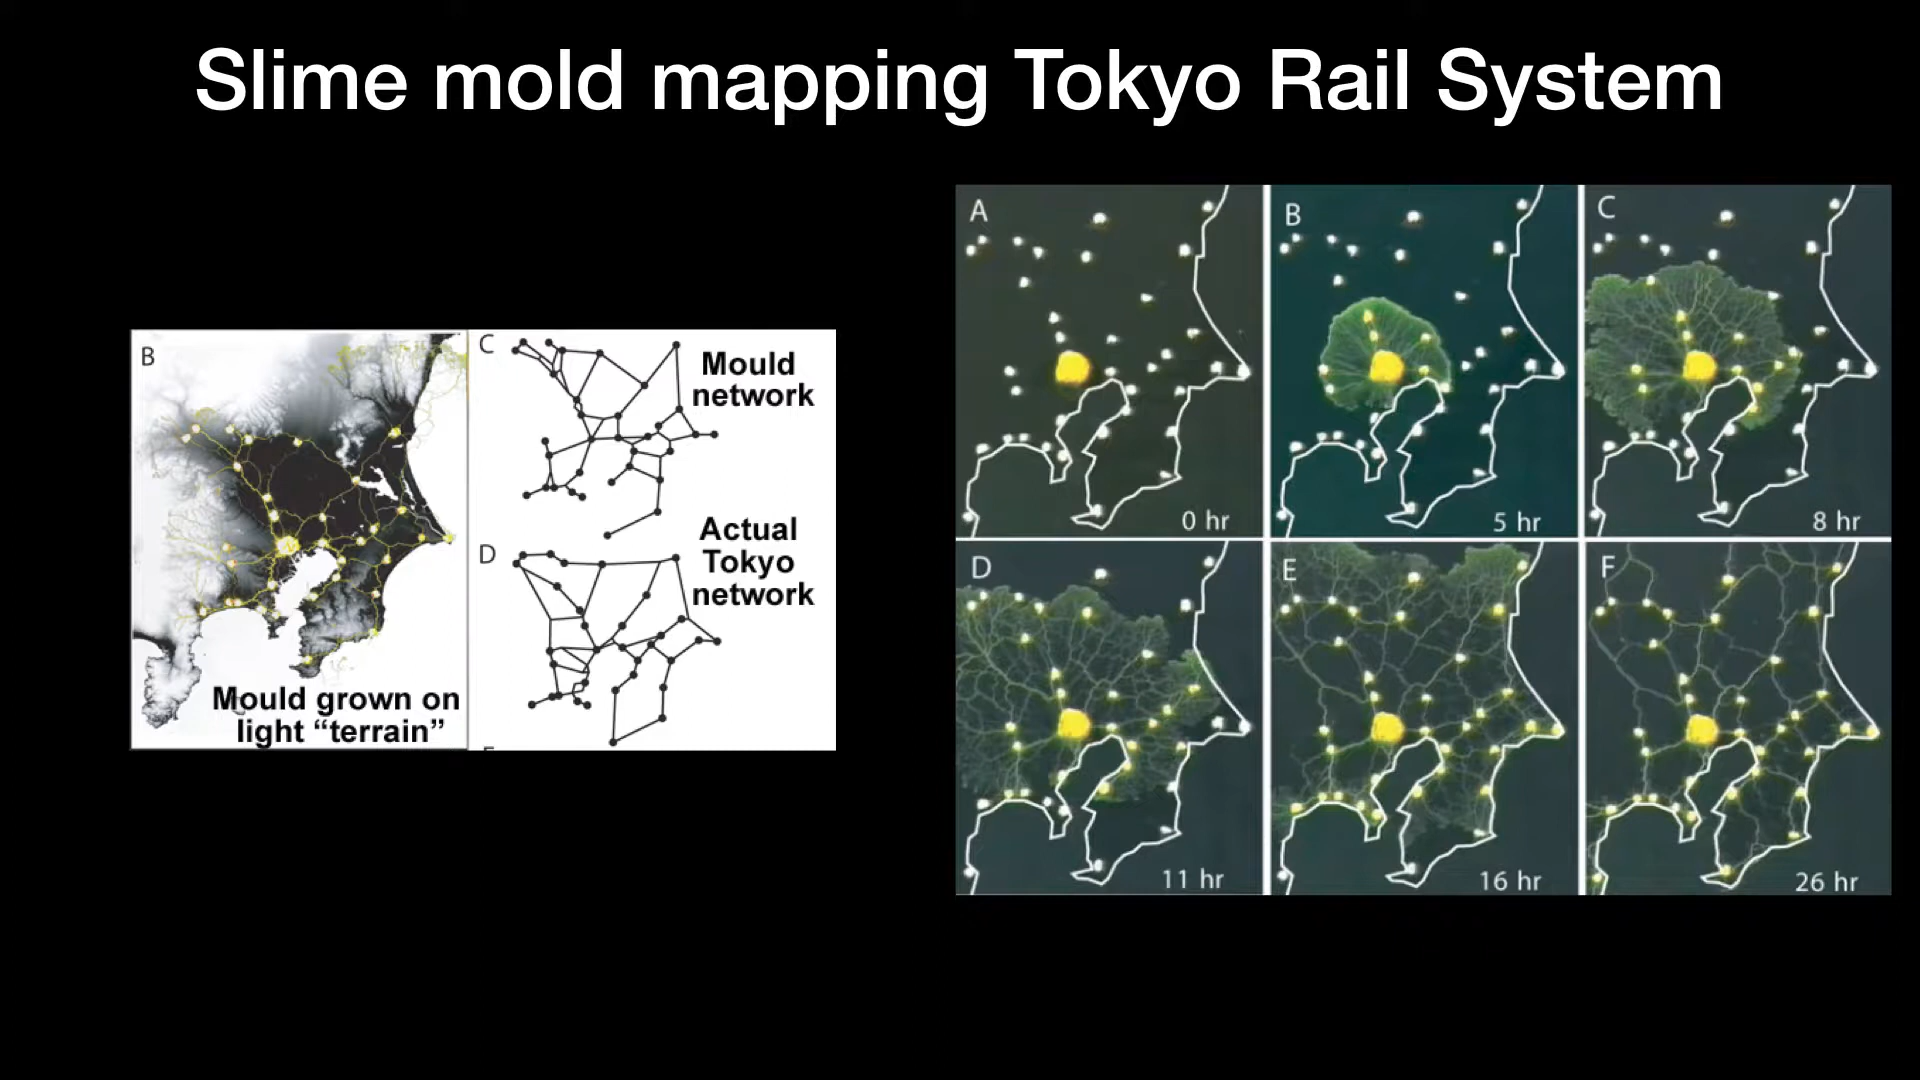 Slime mold mapping Tokyo Rail System
B
Mould grown on
light “terrain”
C
Mould
network
D
Actual
Tokyo
network
A
0 hr
B
5 hr
C
8 hr
D
11 hr
E
16 hr
F
26 hr